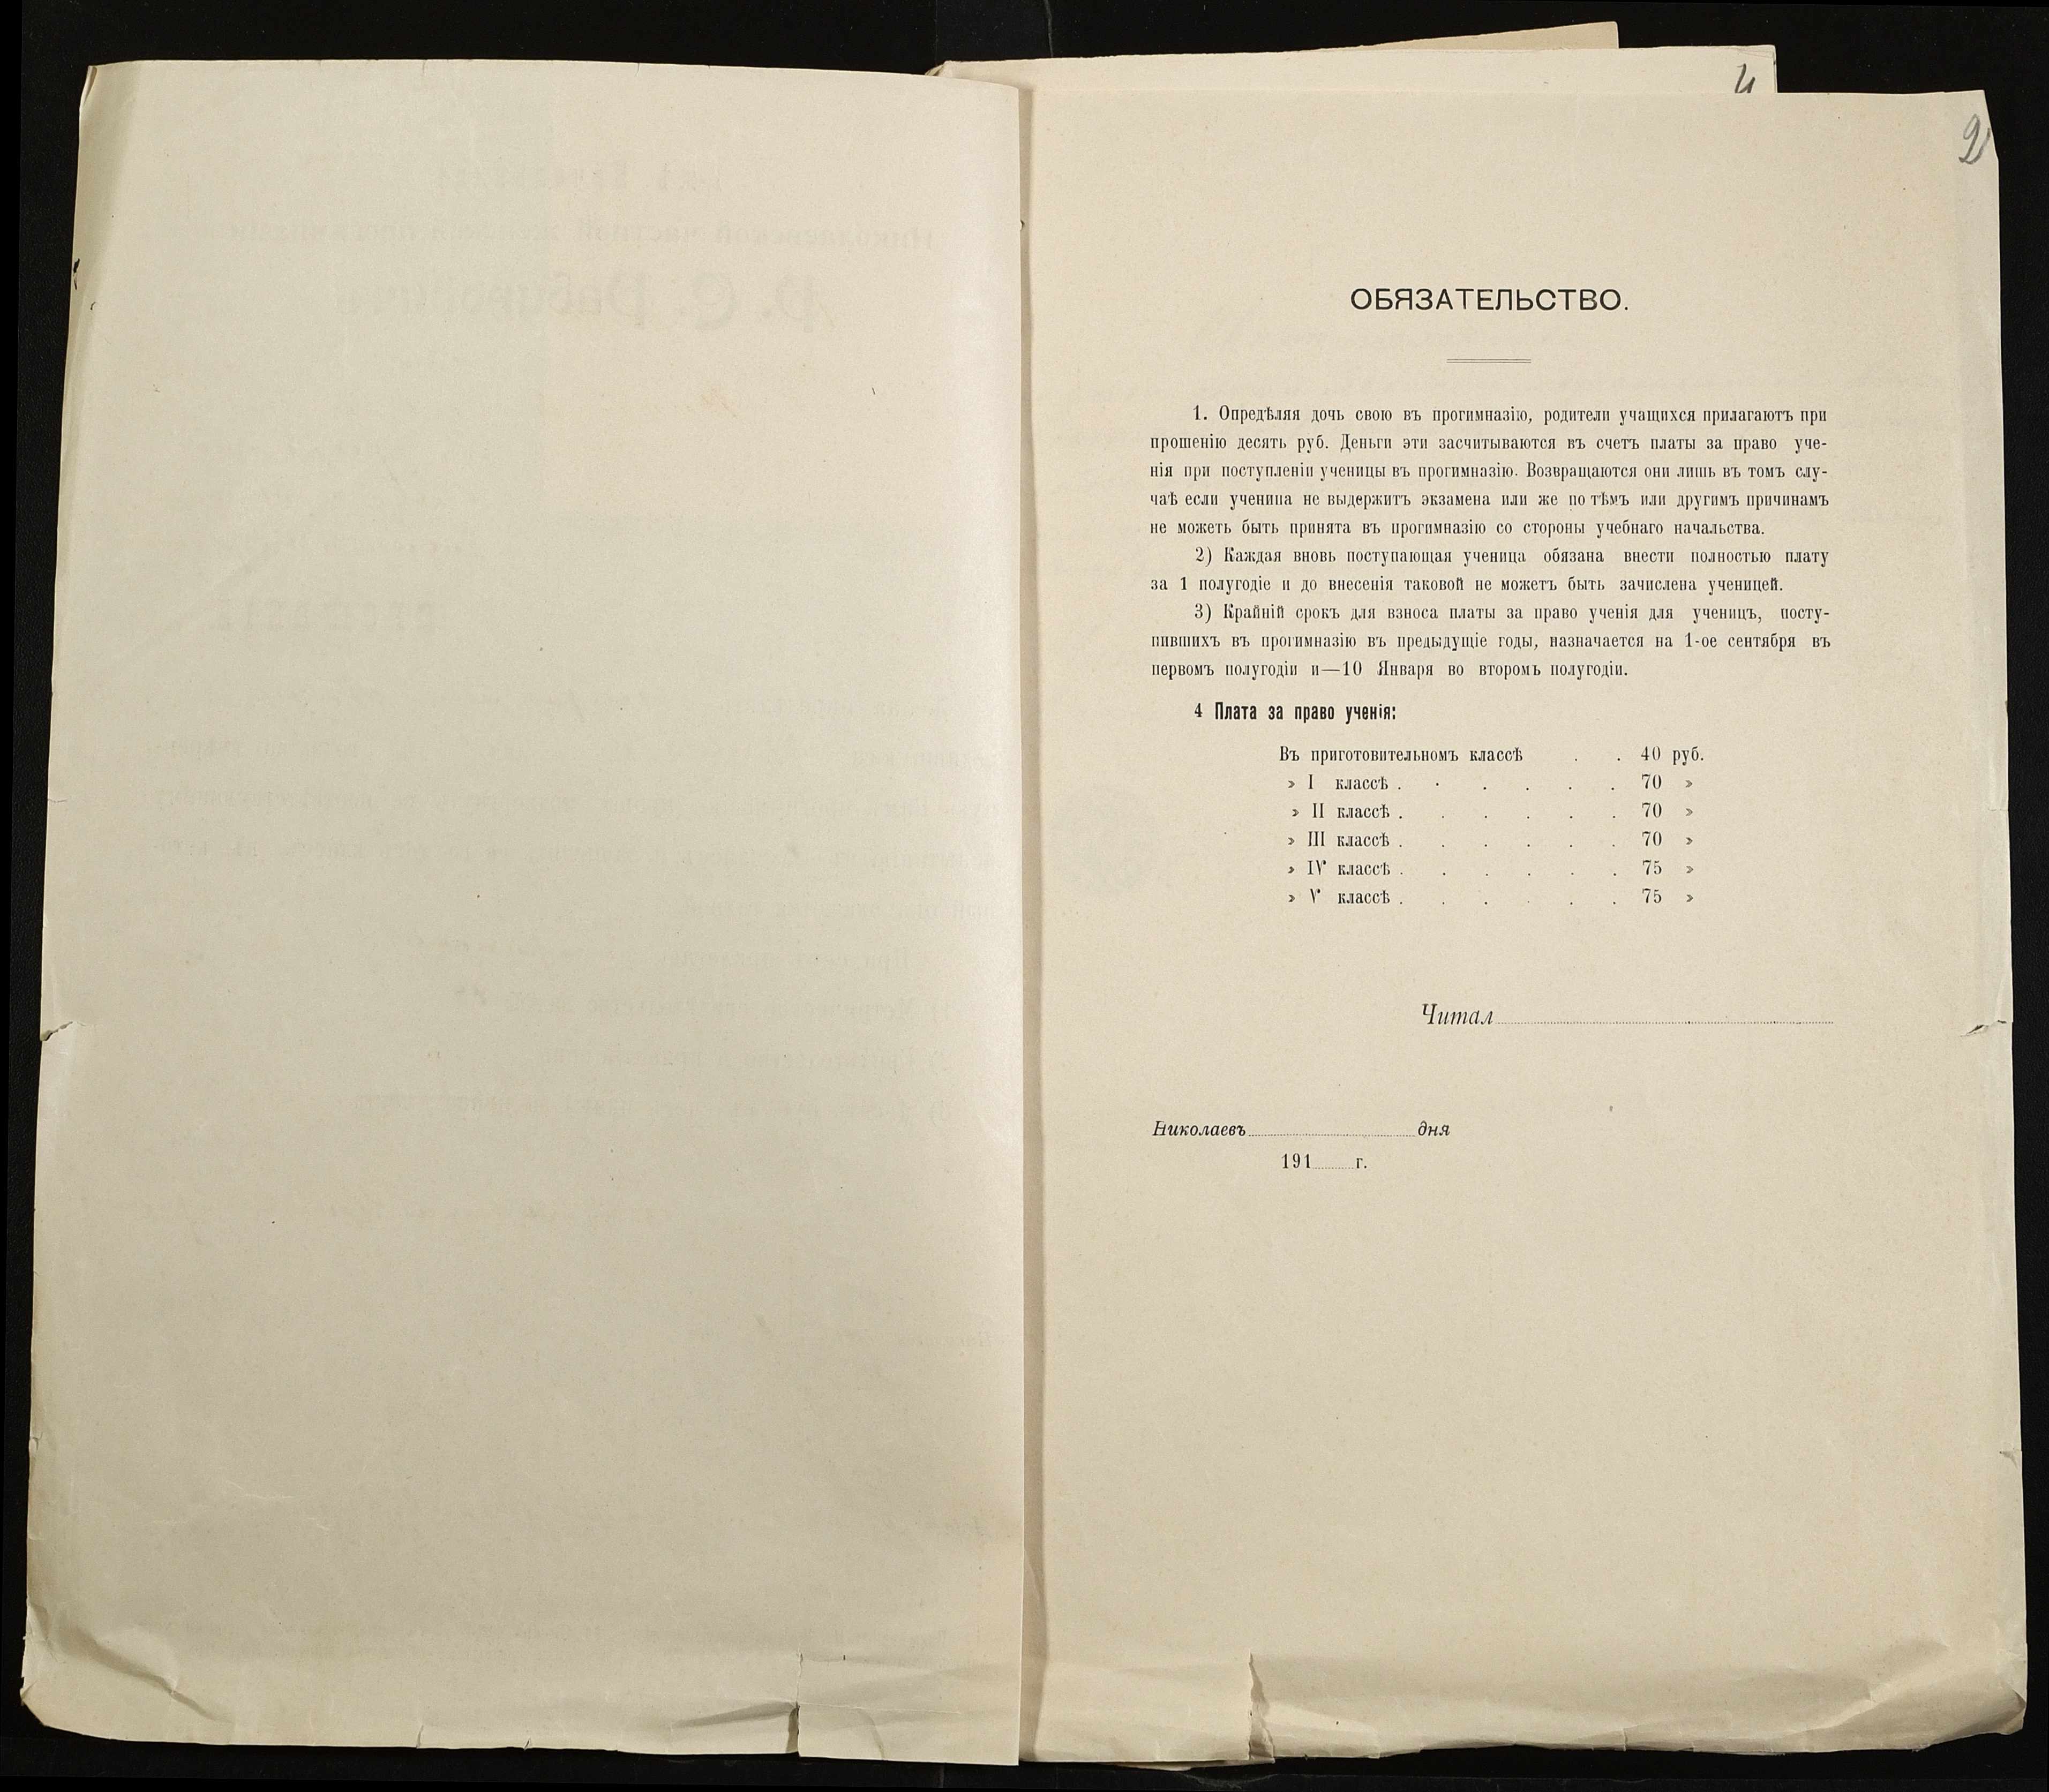 4
2
ОБЯЗАТЕЛЬСТВО.
1. Опредѣляя дочь свою въ прогимназію, родители учащихся прилагаютъ при
прошенію десять руб. Деньги эти засчитываются въ счетъ платы за право уче-
нія при поступленіи ученицы въ прогимназію. Возвращаются они лишь въ томъ слу-
чаѣ если ученица не выдержитъ экзамена или же по тѣмъ или другимъ причинамъ
не можеть быть принята въ прогимназію со стороны учебнаго начальства.
2) Каждая вновь поступающая ученица обязана внести полностью плату
за 1 полугодіе и до внесенія таковой не можетъ быть зачислена ученицей.
3) Крайній срокъ для взноса платы за право ученія для ученицъ, посту-
пившихъ въ прогимназію въ предыдущіе годы, назначается на 1-ое сентября въ
первомъ полугодіи и—10 Января во второмъ полугодіи.
4 Плата за право ученія:
Въ приготовительномъ классѣ . . 40 руб.
» I классѣ . . . . . . 70 »
» II классѣ . . . . . . 70 »
» III классѣ . . . . . . 70 »
» IV классѣ . . . . . . 75 »
» V классѣ . . . . . . 75 »
Читал
Николаевъ дня
191 г.